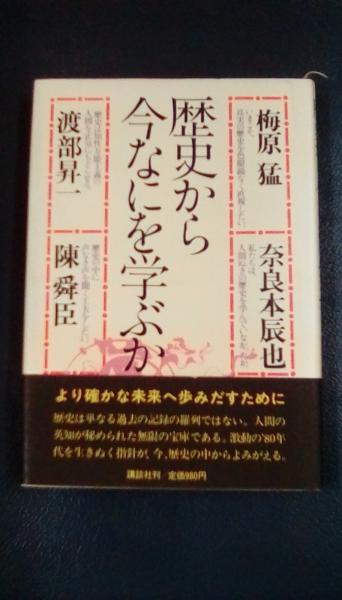 梅原 猛
奈良本辰也
歴史から
今なにを学ぶか
渡部昇一
陳舜臣
より確かな未来へ歩みだすために
歴史は単なる過去の記録の羅列ではない。人間の
英知が秘められた無限の宝庫である。激動の'80年
代を生きぬく指針が、今、歴史の中からよみがえる。
講談社刊/定価980円